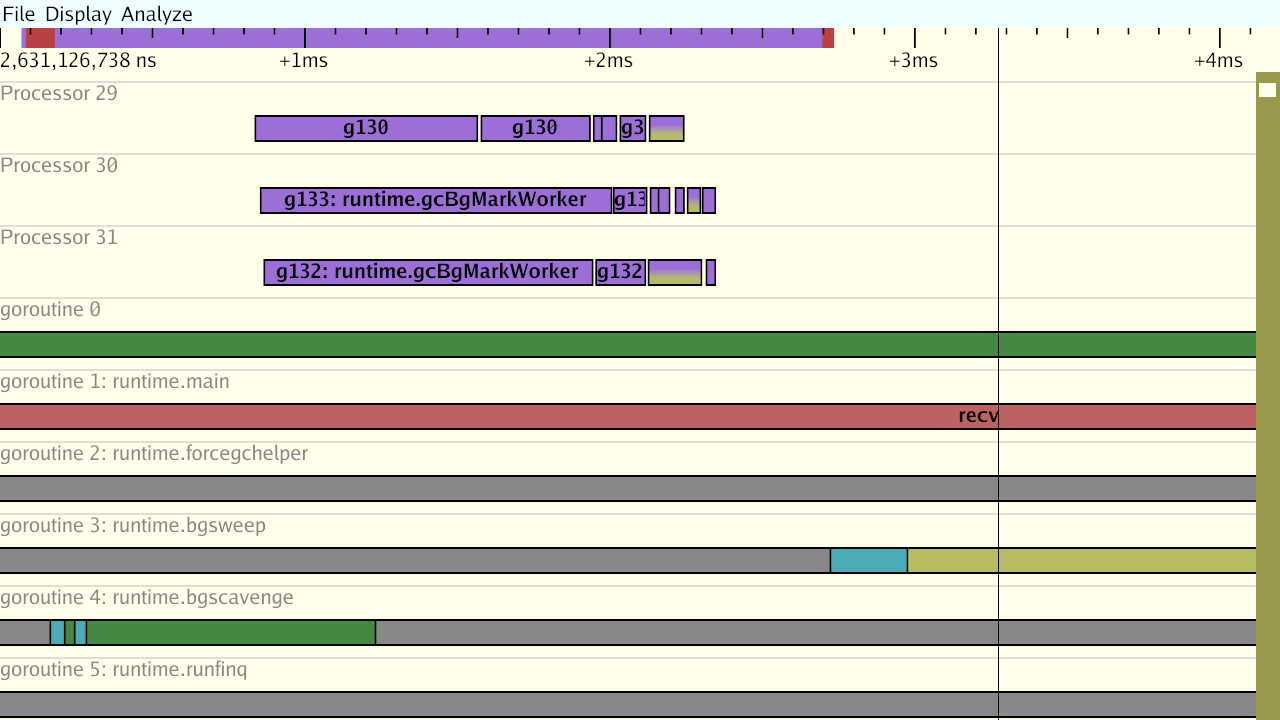 File Display Analyze
2,631,126,738 ns +1ms +2ms +3ms +4ms
Processor 29
g130 g130 g3
Processor 30
g133: runtime.gcBgMarkWorker g13
Processor 31
g132: runtime.gcBgMarkWorker g132
goroutine 0
goroutine 1: runtime.main
recv
goroutine 2: runtime.forcegchelper
goroutine 3: runtime.bgsweep
goroutine 4: runtime.bgscavenge
goroutine 5: runtime.runfinq